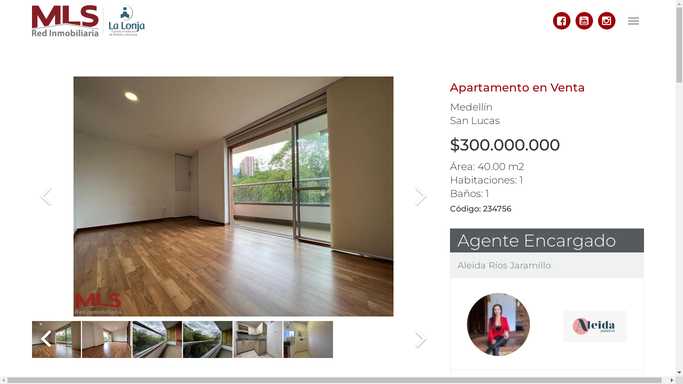 MLS
Red Inmobiliaria
La Lonja
Apartamento en Venta
Medellín
San Lucas
$300.000.000
Área: 40.00 m2
Habitaciones: 1
Baños: 1
Código: 234756
MLS
Red Inmobiliaria
Agente Encargado
Aleida Ríos Jaramillo
Aleida